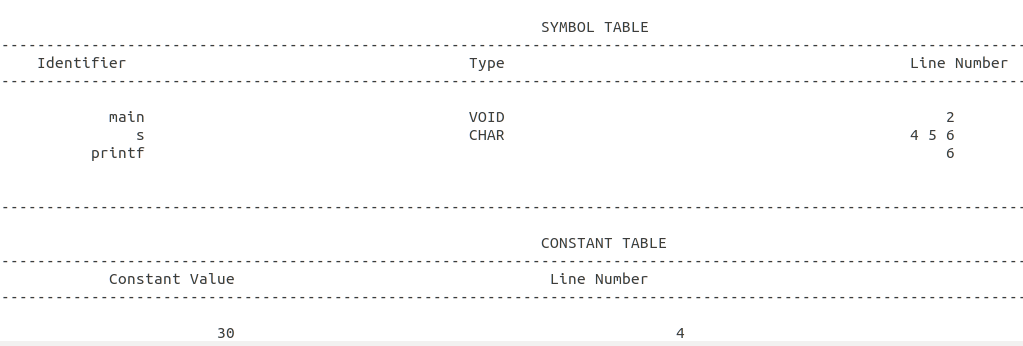 SYMBOL TABLE
Identifier Type Line Number
main VOID 2
s CHAR 4 5 6
printf 6
CONSTANT TABLE
Constant Value Line Number
30 4